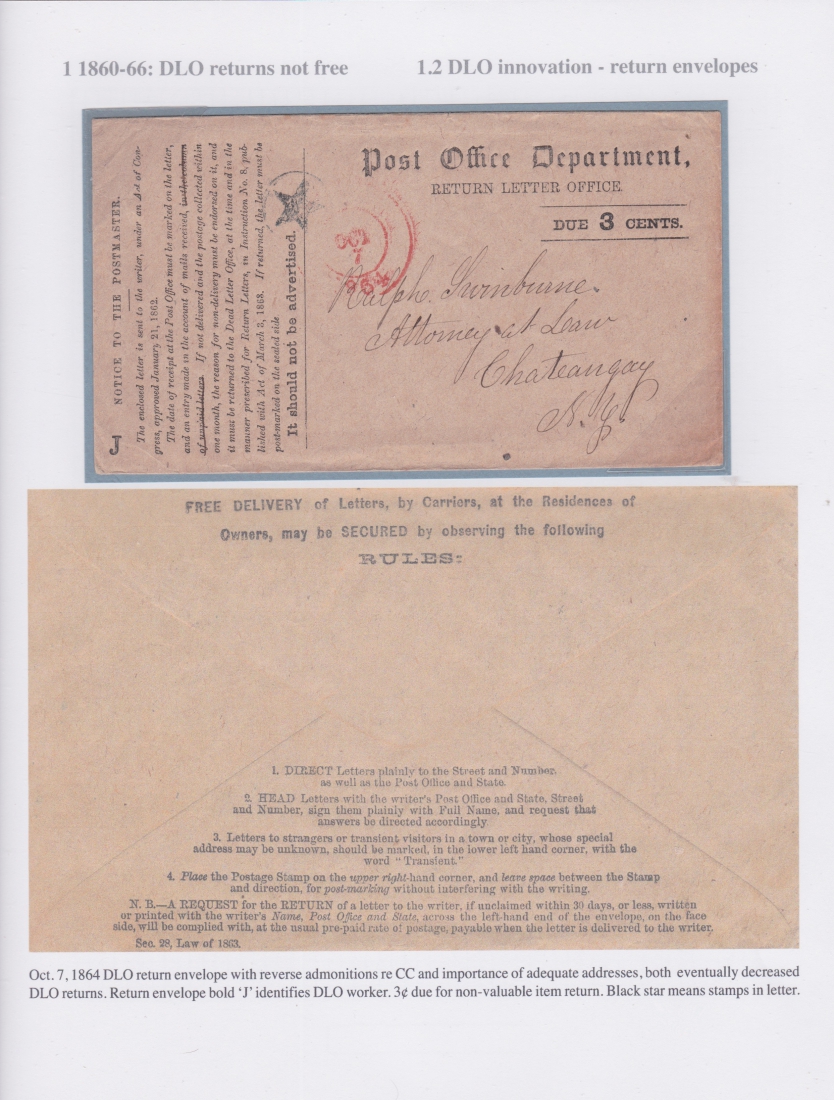 1 1860-66: DLO returns not free
1.2 DLO innovation - return envelopes
J
NOTICE TO THE POSTMASTER.
The enclosed letter is sent to the writer, under an Act of Con-
gress, approved January 21, 1862.
The date of receipt at the Post Office must be marked on the letter,
and an entry made in the account of mails received, in the column
of unpaid letters. If not delivered and the postage collected within
one month, the reason for non-delivery must be endorsed on it, and
it must be returned to the Dead Letter Office, at the time and in the
manner prescribed for Return Letters, in Instruction No. 8, pub-
lished with Act of March 3, 1863. If returned, the letter must be
post-marked on the sealed side.
It should not be advertised.
OCT
7
1864
Post Office Department,
RETURN LETTER OFFICE.
DUE 3 CENTS.
Ralph Swinburne.
Attorney at Law
Chateaugay
N.Y.
FREE DELIVERY of Letters, by Carriers, at the Residences of
Owners, may be SECURED by observing the following
RULES:
1. DIRECT Letters plainly to the Street and Number,
as well as the Post Office and State.
2. HEAD Letters with the writer's Post Office and State, Street
and Number, sign them plainly with Full Name, and request that
answers be directed accordingly.
3. Letters to strangers or transient visitors in a town or city, whose special
address may be unknown, should be marked, in the lower left hand corner, with the
word "Transient."
4. Place the Postage Stamp on the upper right-hand corner, and leave space between the Stamp
and direction, for post-marking without interfering with the writing.
N. B.—A REQUEST for the RETURN of a letter to the writer, if unclaimed within 30 days, or less, written
or printed with the writer's Name, Post Office and State, across the left-hand end of the envelope, on the face
side, will be complied with, at the usual pre-paid rate of postage, payable when the letter is delivered to the writer.
Sec. 28, Law of 1863.
Oct. 7, 1864 DLO return envelope with reverse admonitions re CC and importance of adequate addresses, both eventually decreased
DLO returns. Return envelope bold 'J' identifies DLO worker. 3¢ due for non-valuable item return. Black star means stamps in letter.